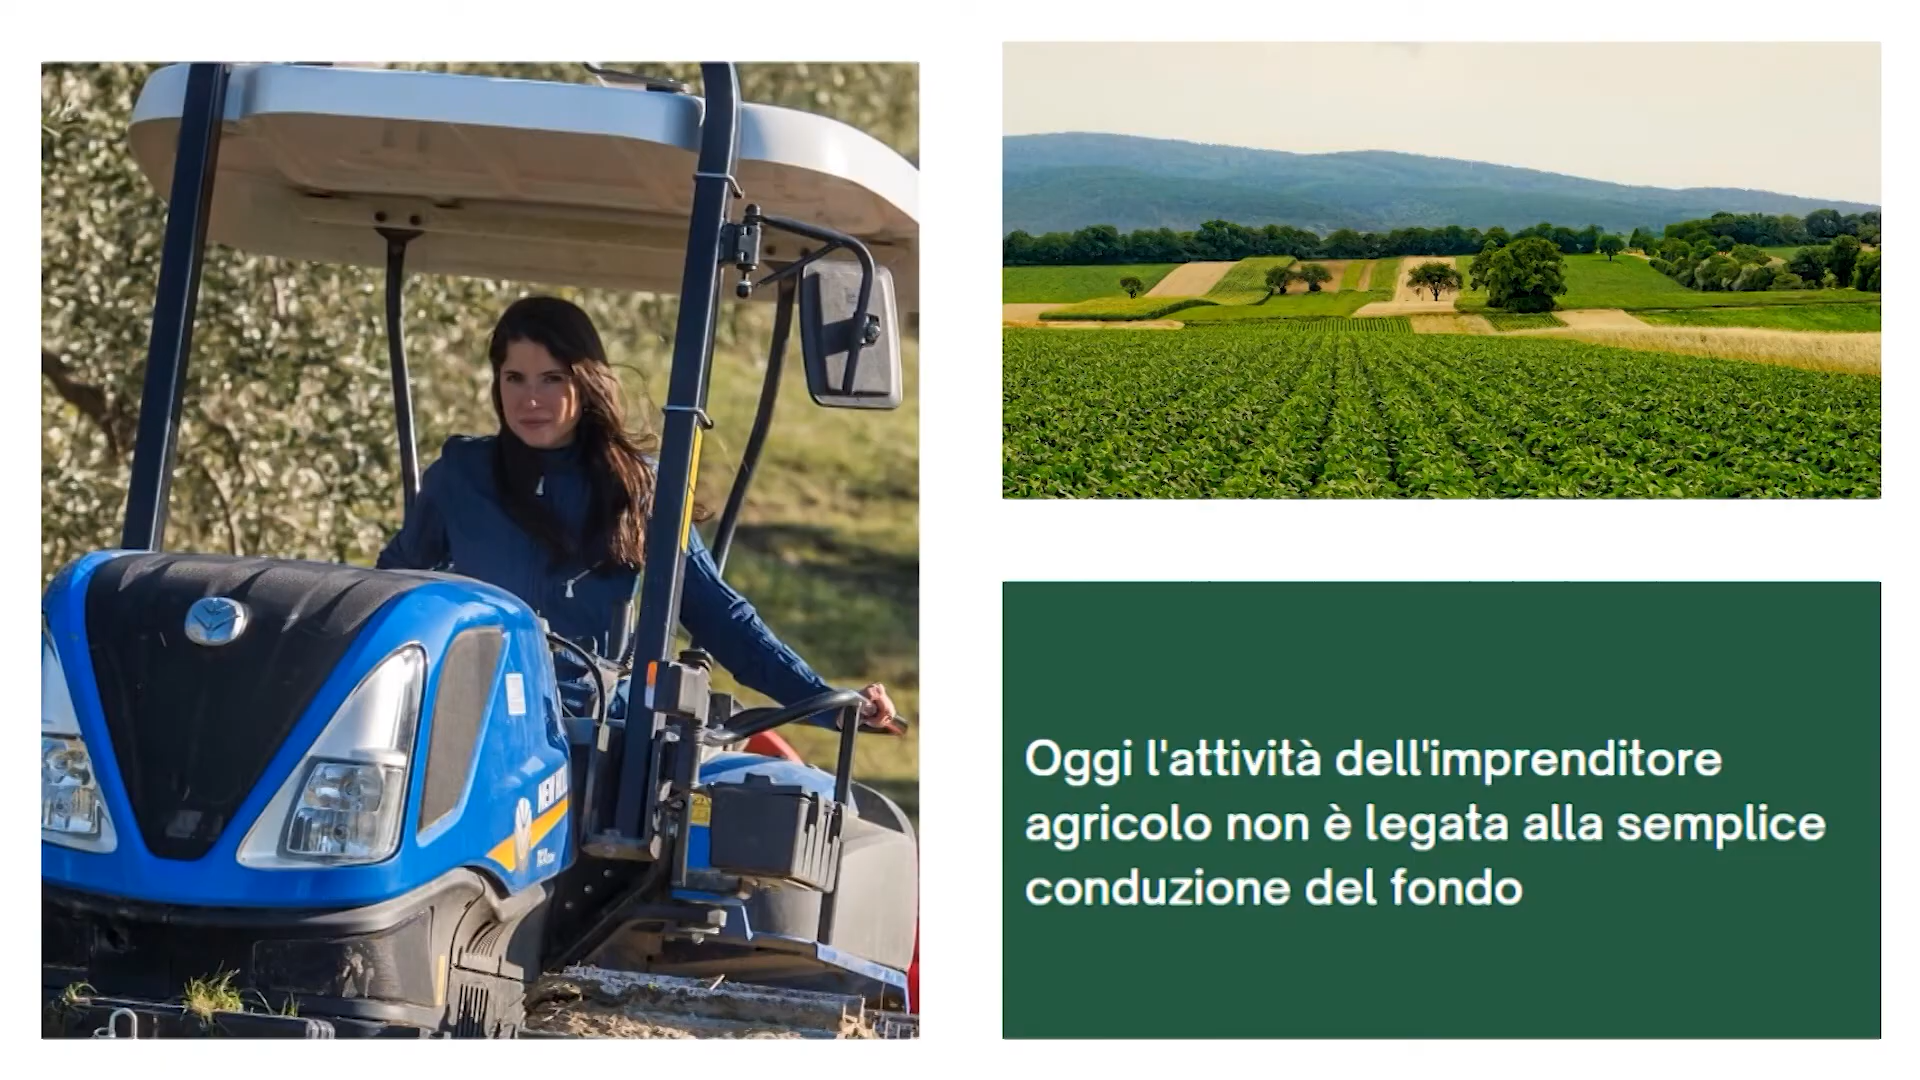 Oggi l'attività dell'imprenditore
agricolo non è legata alla semplice
conduzione del fondo